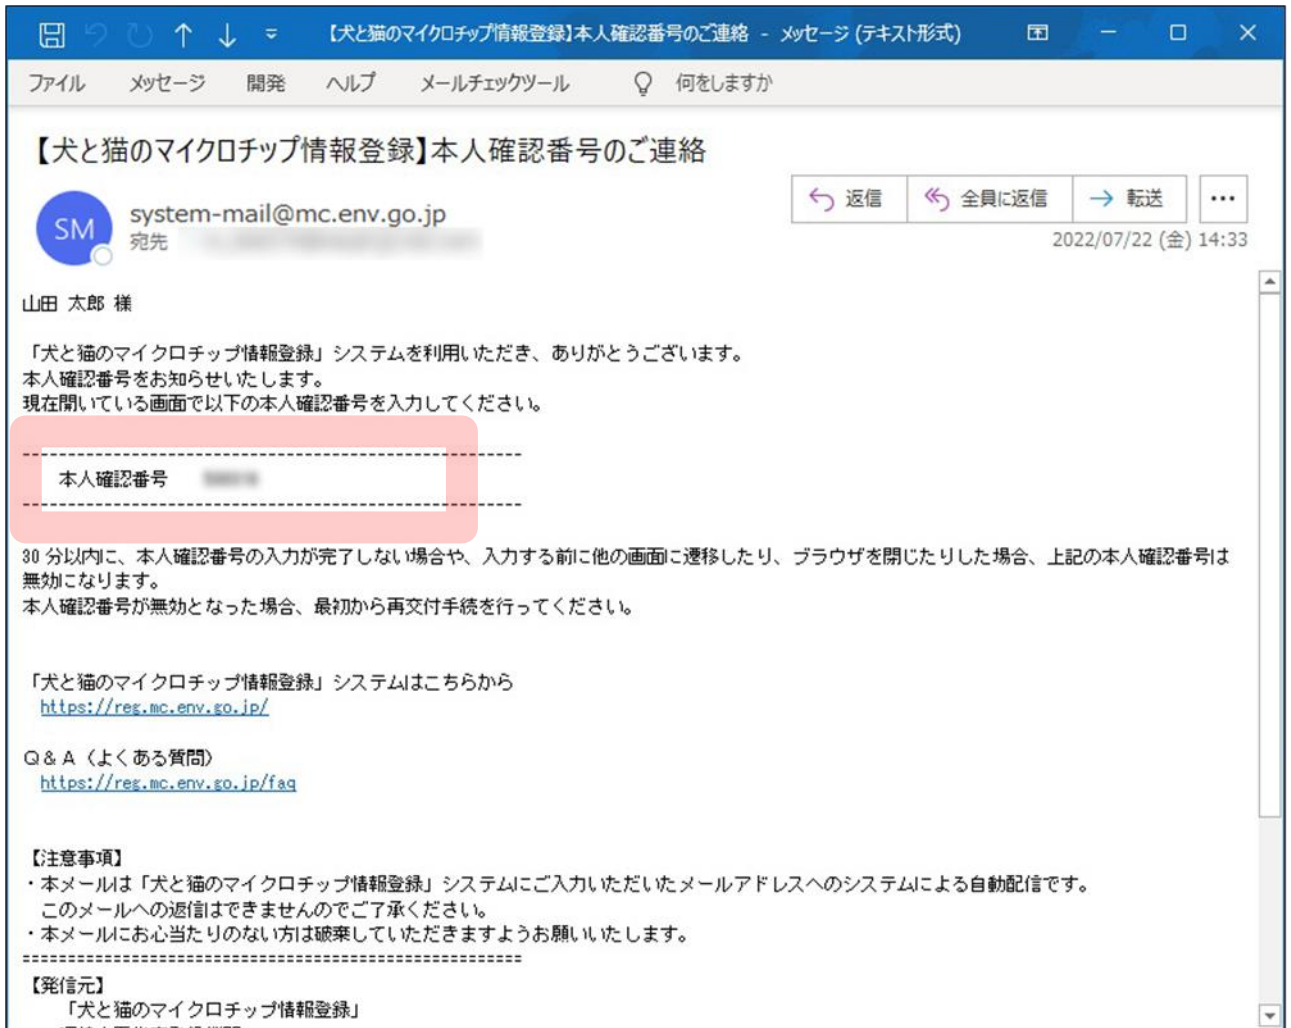 【犬と猫のマイクロチップ情報登録】本人確認番号のご連絡 - メッセージ (テキスト形式)
ファイル メッセージ 開発 ヘルプ メールチェックツール 何をしますか
【犬と猫のマイクロチップ情報登録】本人確認番号のご連絡
返信 全員に返信 転送 …
SM
system-mail@mc.env.go.jp
宛先
2022/07/22 (金) 14:33
山田 太郎 様
「犬と猫のマイクロチップ情報登録」システムを利用いただき、ありがとうございます。
本人確認番号をお知らせいたします。
現在開いている画面で以下の本人確認番号を入力してください。
-------------------------------------------------------
本人確認番号
-------------------------------------------------------
30 分以内に、本人確認番号の入力が完了しない場合や、入力する前に他の画面に遷移したり、ブラウザを閉じたりした場合、上記の本人確認番号は
無効になります。
本人確認番号が無効となった場合、最初から再交付手続を行ってください。
「犬と猫のマイクロチップ情報登録」システムはこちらから
https://reg.mc.env.go.jp/
Q&A(よくある質問)
https://reg.mc.env.go.jp/faq
【注意事項】
・本メールは「犬と猫のマイクロチップ情報登録」システムにご入力いただいたメールアドレスへのシステムによる自動配信です。
このメールへの返信はできませんのでご了承ください。
・本メールにお心当たりのない方は破棄していただきますようお願いいたします。
=======================================================
【発信元】
「犬と猫のマイクロチップ情報登録」